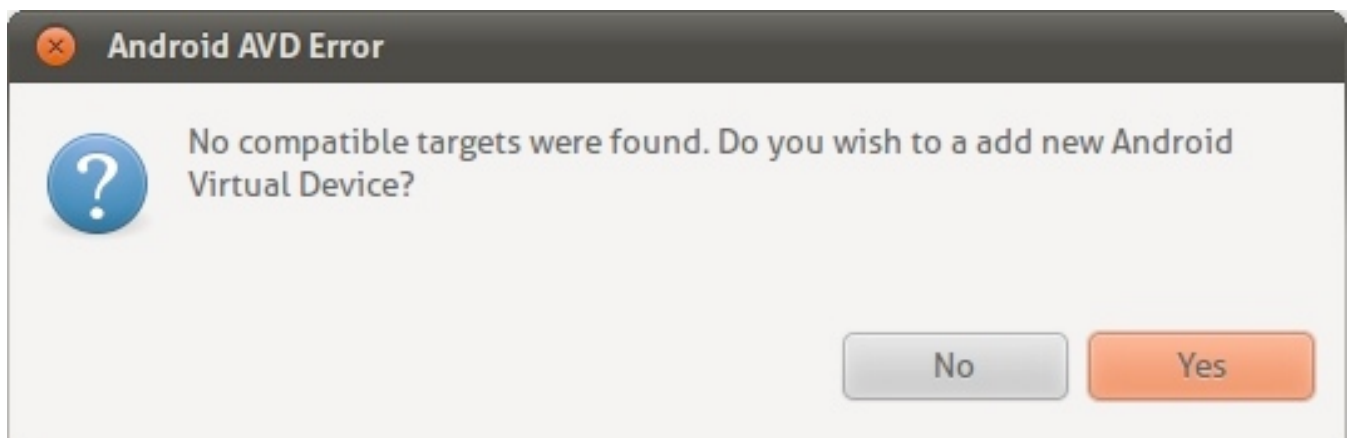 Android AVD Error
No compatible targets were found. Do you wish to a add new Android
Virtual Device?
No
Yes